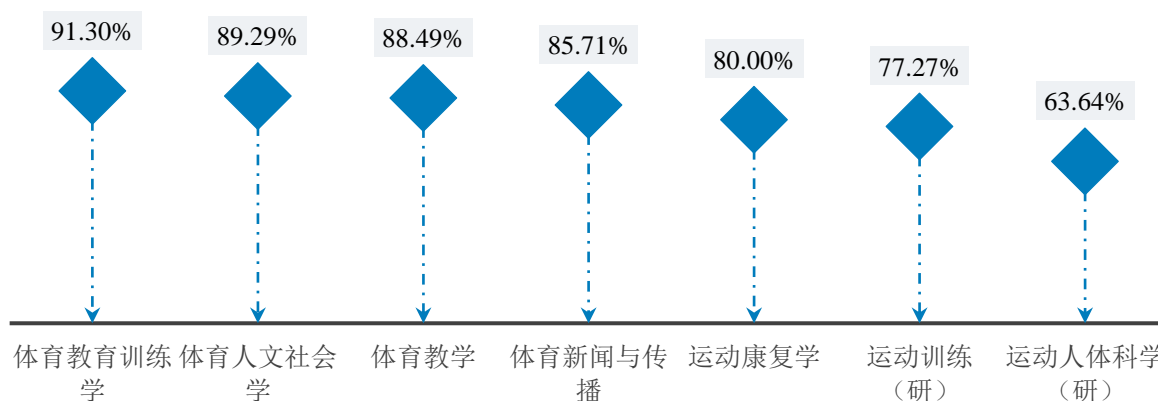 91.30%
89.29%
88.49%
85.71%
80.00%
77.27%
63.64%
体育教育训练
学
体育人文社会
学
体育教学
体育新闻与传
播
运动康复学
运动训练
（研）
运动人体科学
（研）